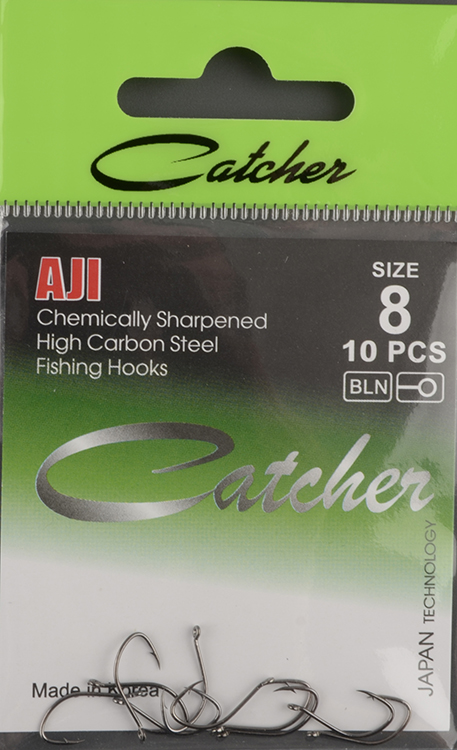 Catcher
AJI
Chemically Sharpened
High Carbon Steel
Fishing Hooks
SIZE
8
10 PCS
BLN
Catcher
JAPAN TECHNOLOGY
Made in Korea